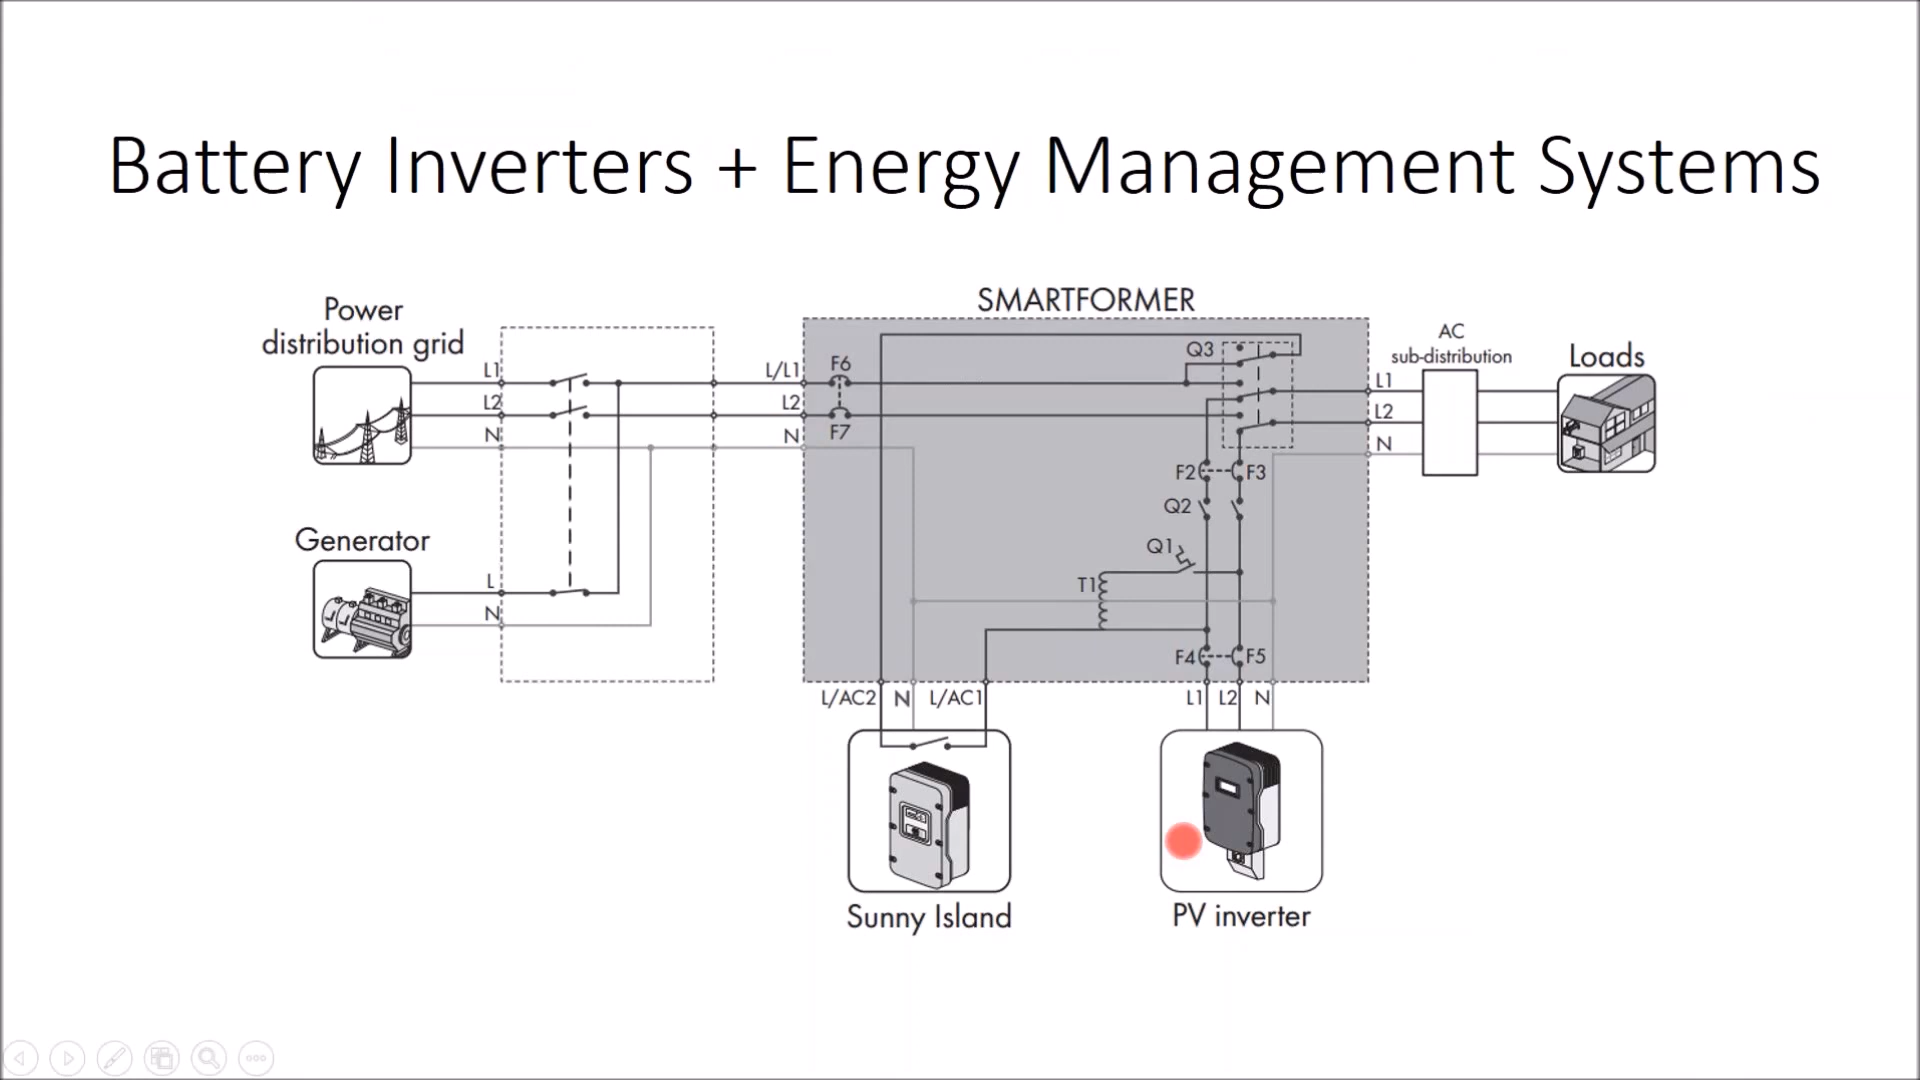 Battery Inverters + Energy Management Systems
SMARTFORMER
Power
distribution grid
AC
sub-distribution
Loads
L1
L2
N
L/L1
L2
N
F6
F7
Q3
L1
L2
N
F2
F3
Q2
Q1
T1
Generator
L
N
F4
F5
L/AC2
N
L/AC1
L1
L2
N
Sunny Island
PV inverter